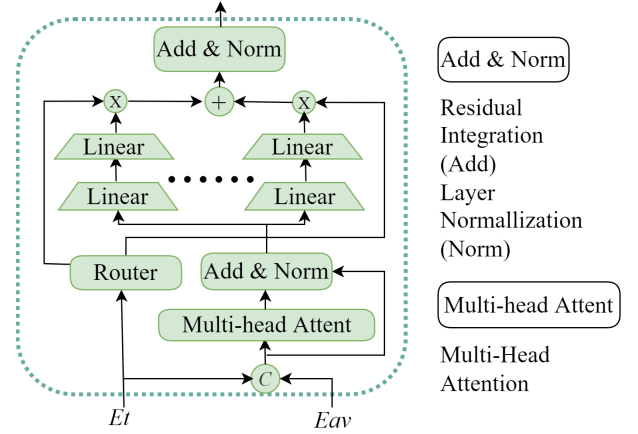 Add & Norm
X
+
X
Linear
Linear
Linear
Linear
Router
Add & Norm
Multi-head Attent
C
Et
Eav
Add & Norm
Residual
Integration
(Add)
Layer
Normallization
(Norm)
Multi-head Attent
Multi-Head
Attention